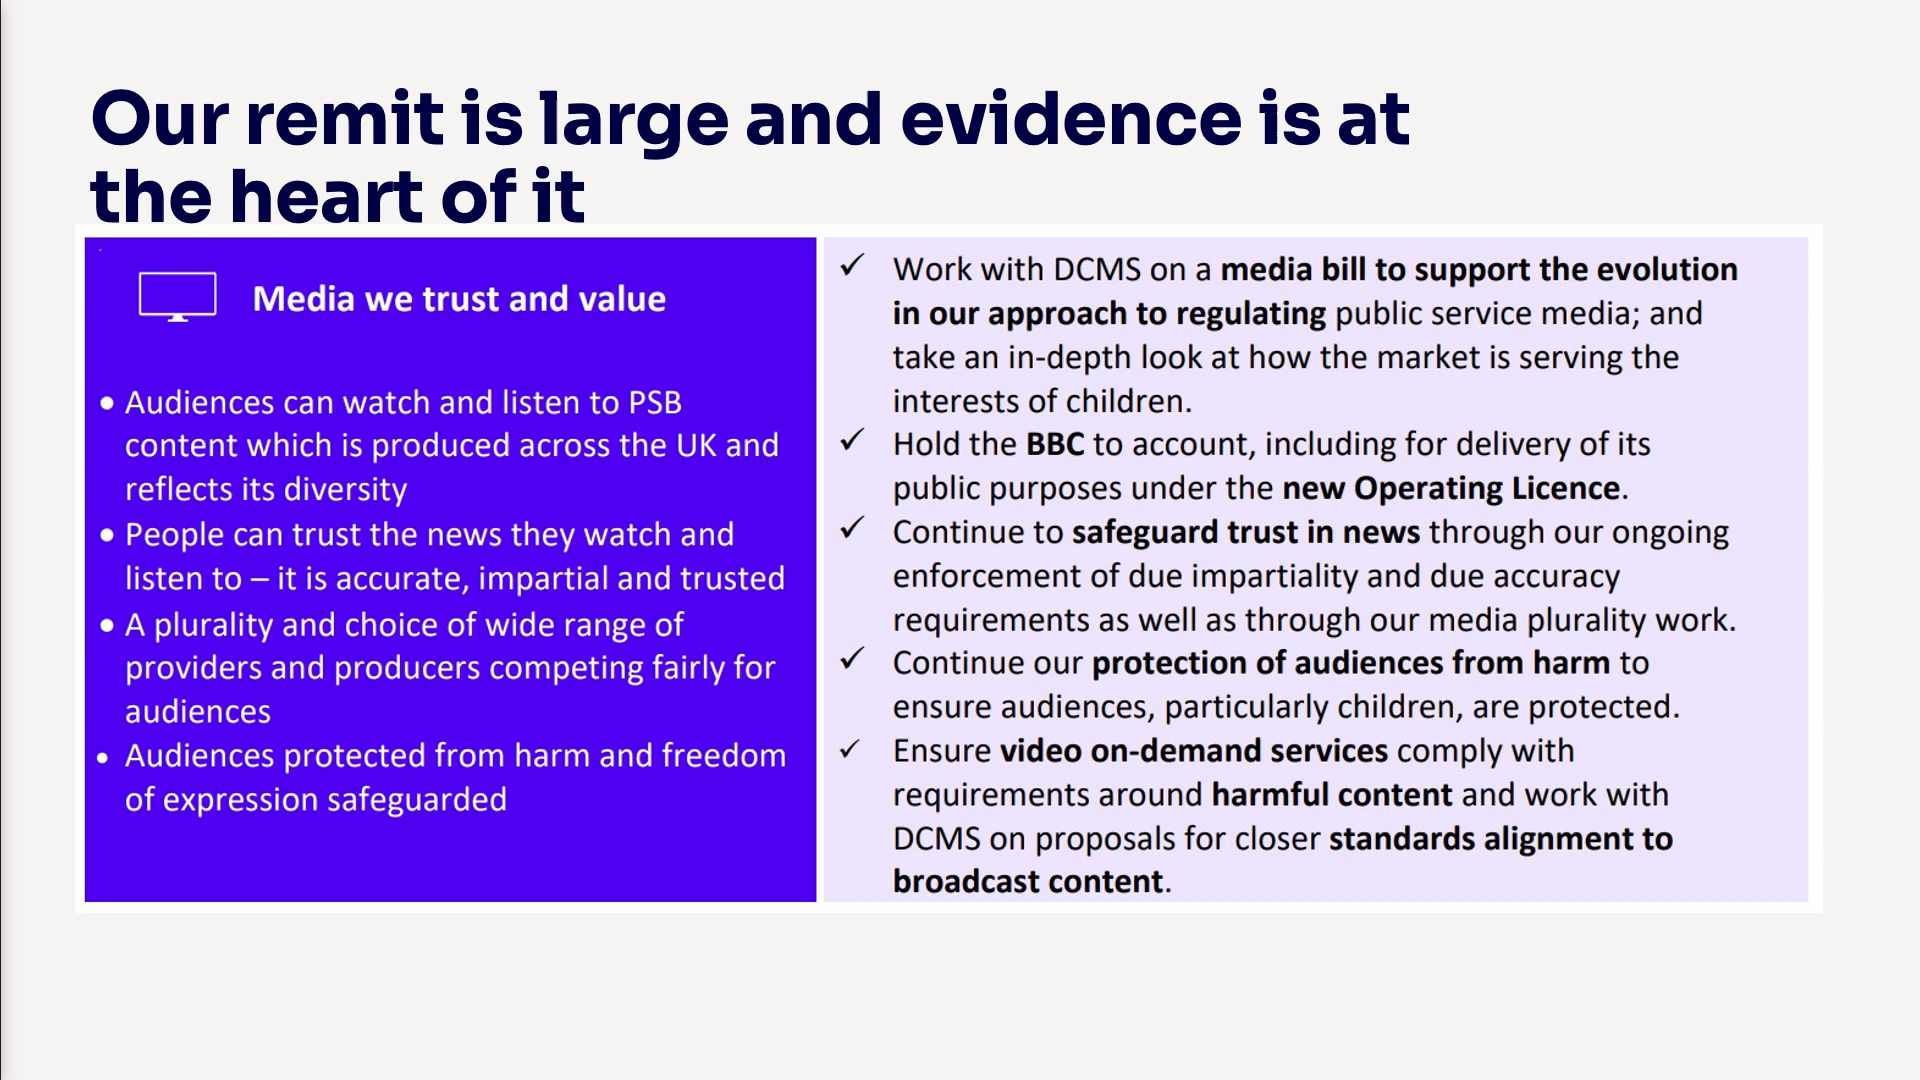 Our remit is large and evidence is at
the heart of it
Media we trust and value
• Audiences can watch and listen to PSB
content which is produced across the UK and
reflects its diversity
• People can trust the news they watch and
listen to – it is accurate, impartial and trusted
• A plurality and choice of wide range of
providers and producers competing fairly for
audiences
• Audiences protected from harm and freedom
of expression safeguarded
✓ Work with DCMS on a media bill to support the evolution
in our approach to regulating public service media; and
take an in-depth look at how the market is serving the
interests of children.
✓ Hold the BBC to account, including for delivery of its
public purposes under the new Operating Licence.
✓ Continue to safeguard trust in news through our ongoing
enforcement of due impartiality and due accuracy
requirements as well as through our media plurality work.
✓ Continue our protection of audiences from harm to
ensure audiences, particularly children, are protected.
✓ Ensure video on-demand services comply with
requirements around harmful content and work with
DCMS on proposals for closer standards alignment to
broadcast content.